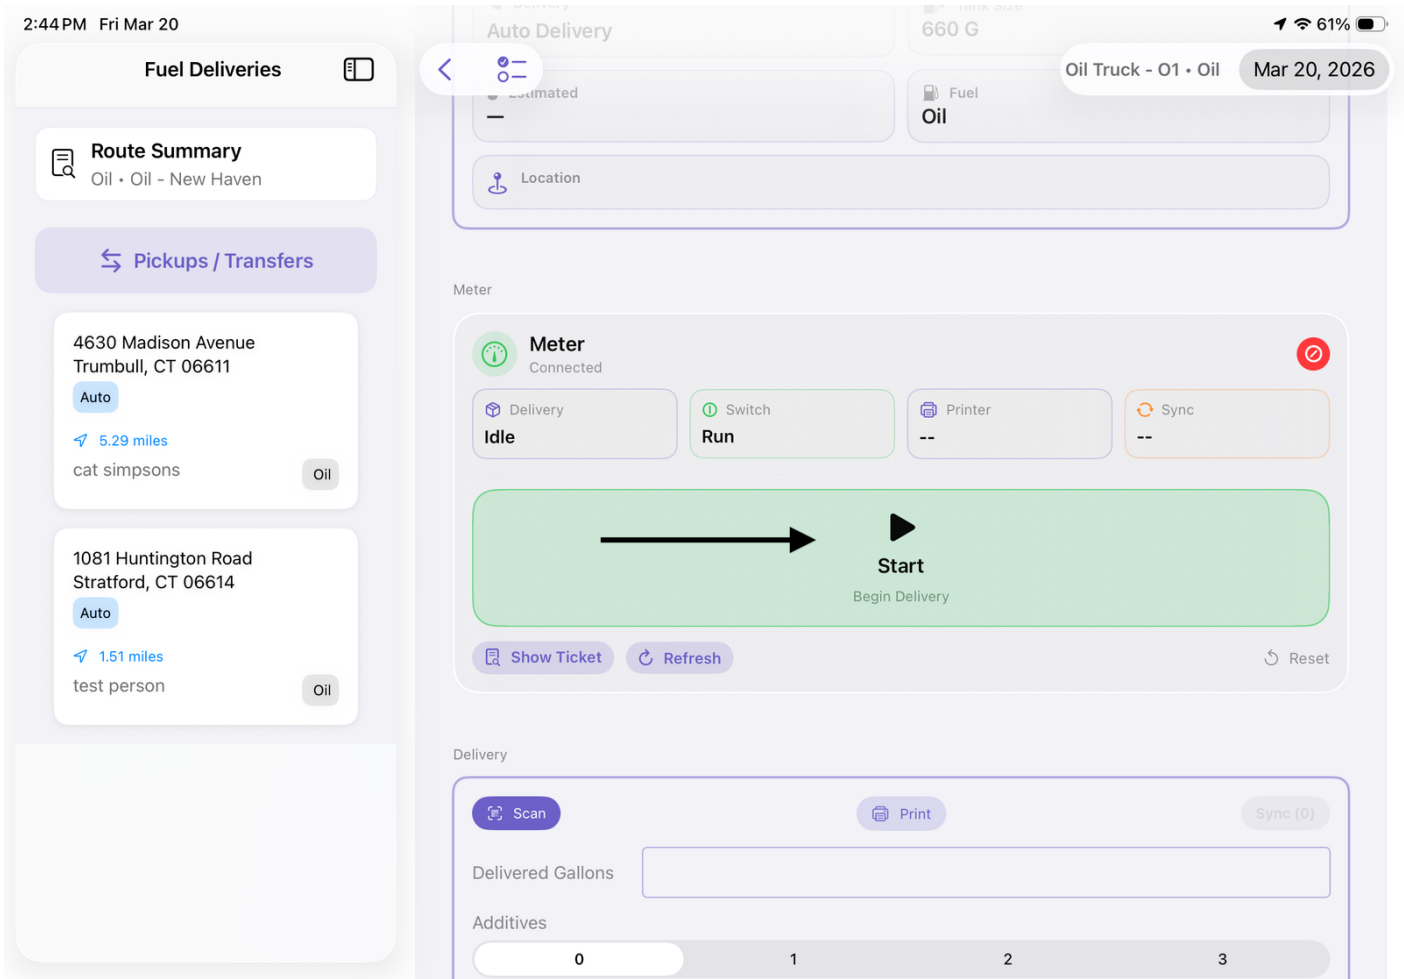 2:44 PM Fri Mar 20
61%
Fuel Deliveries
Route Summary
Oil • Oil - New Haven
Pickups / Transfers
4630 Madison Avenue
Trumbull, CT 06611
Auto
5.29 miles
cat simpsons
Oil
1081 Huntington Road
Stratford, CT 06614
Auto
1.51 miles
test person
Oil
Oil Truck - O1 • Oil
Mar 20, 2026
Delivery
Auto Delivery
Tank Size
660 G
Estimated
—
Fuel
Oil
Location
Meter
Meter
Connected
Delivery
Idle
Switch
Run
Printer
--
Sync
--
Start
Begin Delivery
Show Ticket
Refresh
Reset
Delivery
Scan
Print
Sync (0)
Delivered Gallons
Additives
0 1 2 3